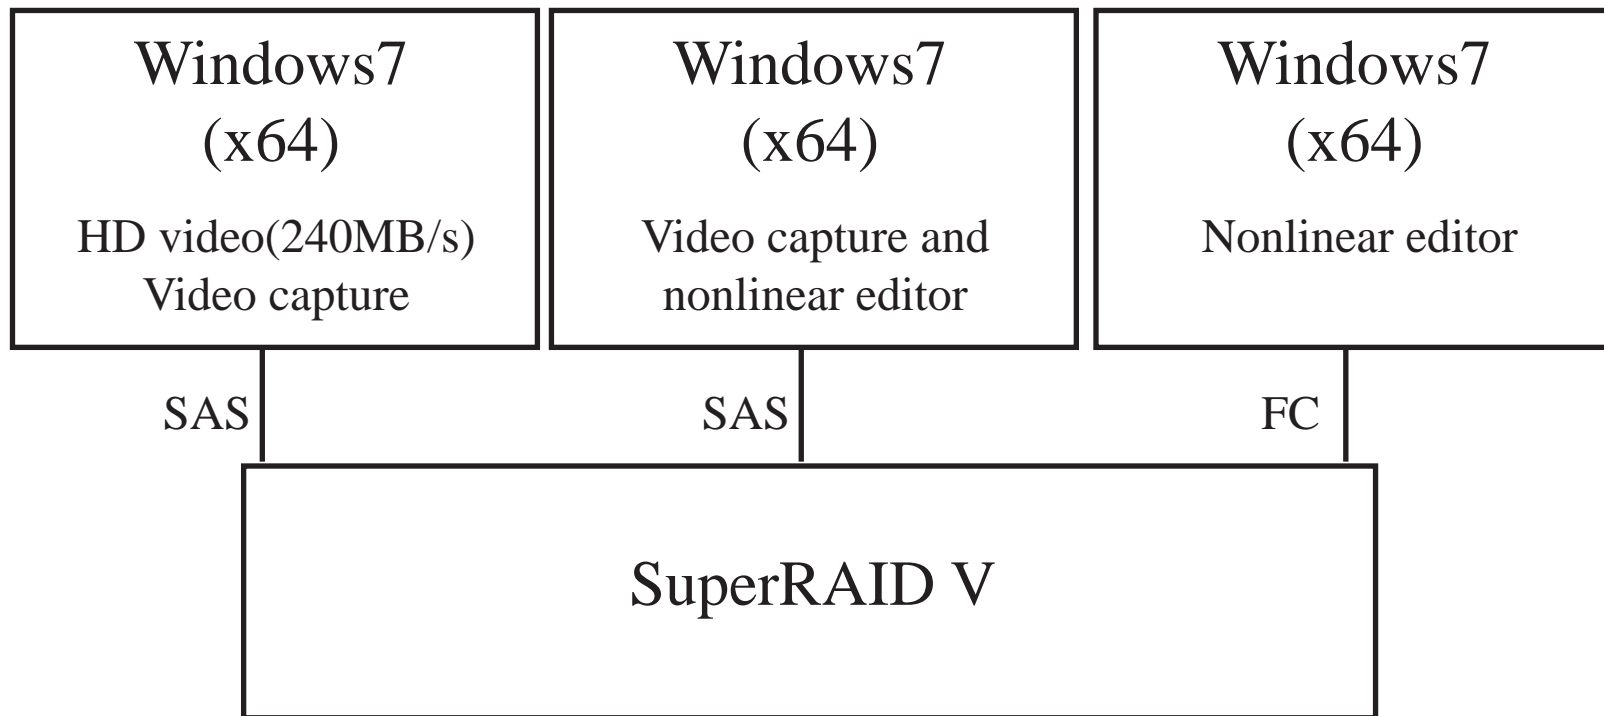 Windows7
(x64)
HD video(240MB/s)
Video capture
Windows7
(x64)
Video capture and
nonlinear editor
Windows7
(x64)
Nonlinear editor
SAS
SAS
FC
SuperRAID V